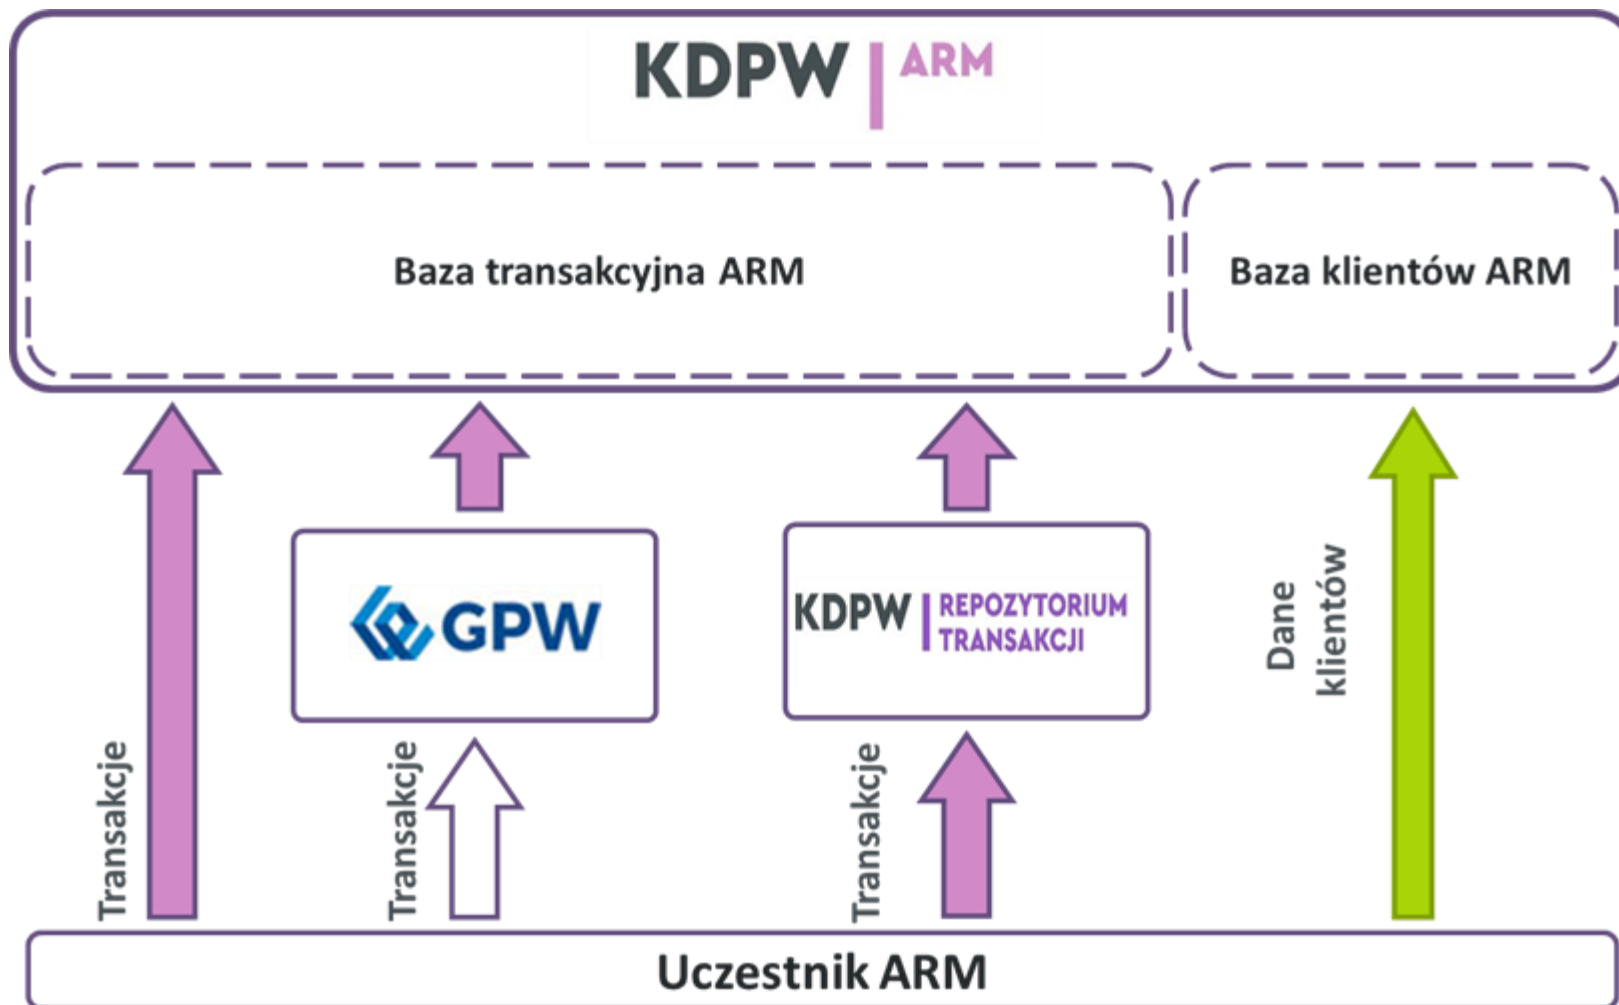 KDPW | ARM
Baza transakcyjna ARM
Baza klientów ARM
GPW
KDPW | REPOZYTORIUM
TRANSAKCJI
Transakcje
Transakcje
Transakcje
Dane
klientów
Uczestnik ARM